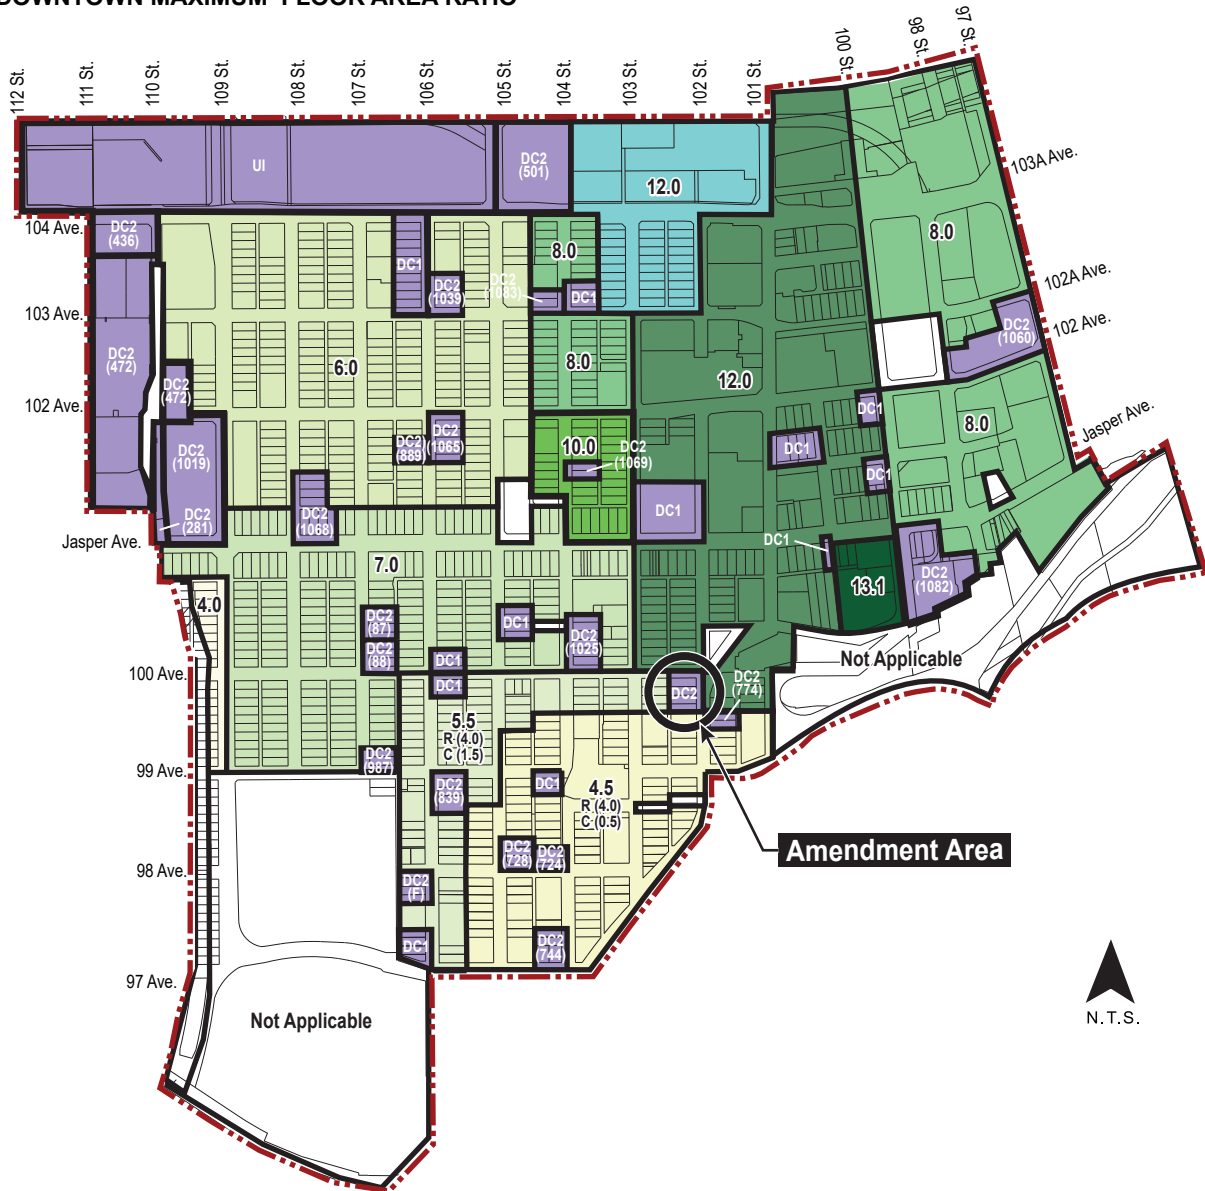 DOWNTOWN MAXIMUM FLOOR AREA RATIO
112 St.
111 St.
110 St.
109 St.
108 St.
107 St.
106 St.
105 St.
104 St.
103 St.
102 St.
101 St.
100 St.
98 St.
97 St.
103A Ave.
102A Ave.
102 Ave.
Jasper Ave.
UI
DC2
(501)
12.0
104 Ave.
DC2
(436)
DC1
DC2
(1039)
8.0
DC2
(1083)
DC1
8.0
103 Ave.
DC2
(472)
6.0
8.0
12.0
DC2
(1060)
DC2
(472)
102 Ave.
DC1
8.0
DC2
(1019)
DC2
(889)
DC2
(1065)
10.0
DC2
(1069)
DC1
DC1
DC2
(281)
DC2
(1068)
DC1
Jasper Ave.
7.0
DC1
13.1
DC2
(1082)
4.0
DC2
(87)
DC2
(88)
DC1
DC1
DC2
(1025)
Not Applicable
100 Ave.
DC1
DC2
DC2
(774)
5.5
R (4.0)
C (1.5)
99 Ave.
DC2
(987)
DC2
(839)
DC1
4.5
R (4.0)
C (0.5)
Amendment Area
98 Ave.
DC2
(728)
DC2
(724)
DC2
(F)
DC1
DC2
(744)
97 Ave.
Not Applicable
N.T.S.